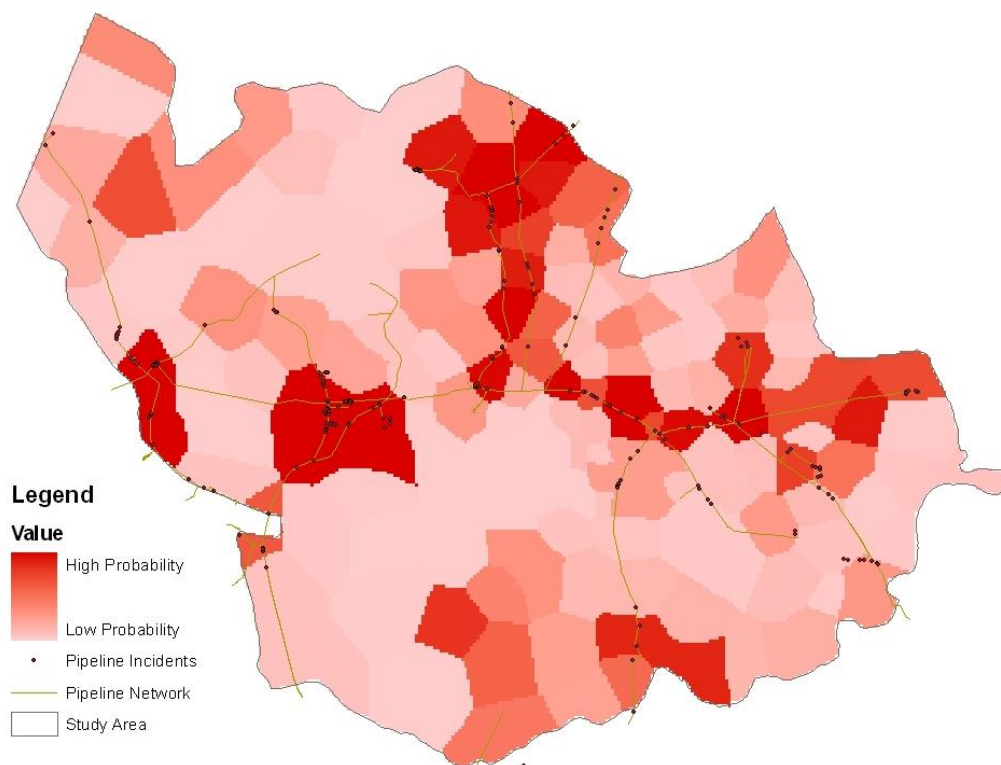 Legend
Value
High Probability
Low Probability
Pipeline Incidents
Pipeline Network
Study Area